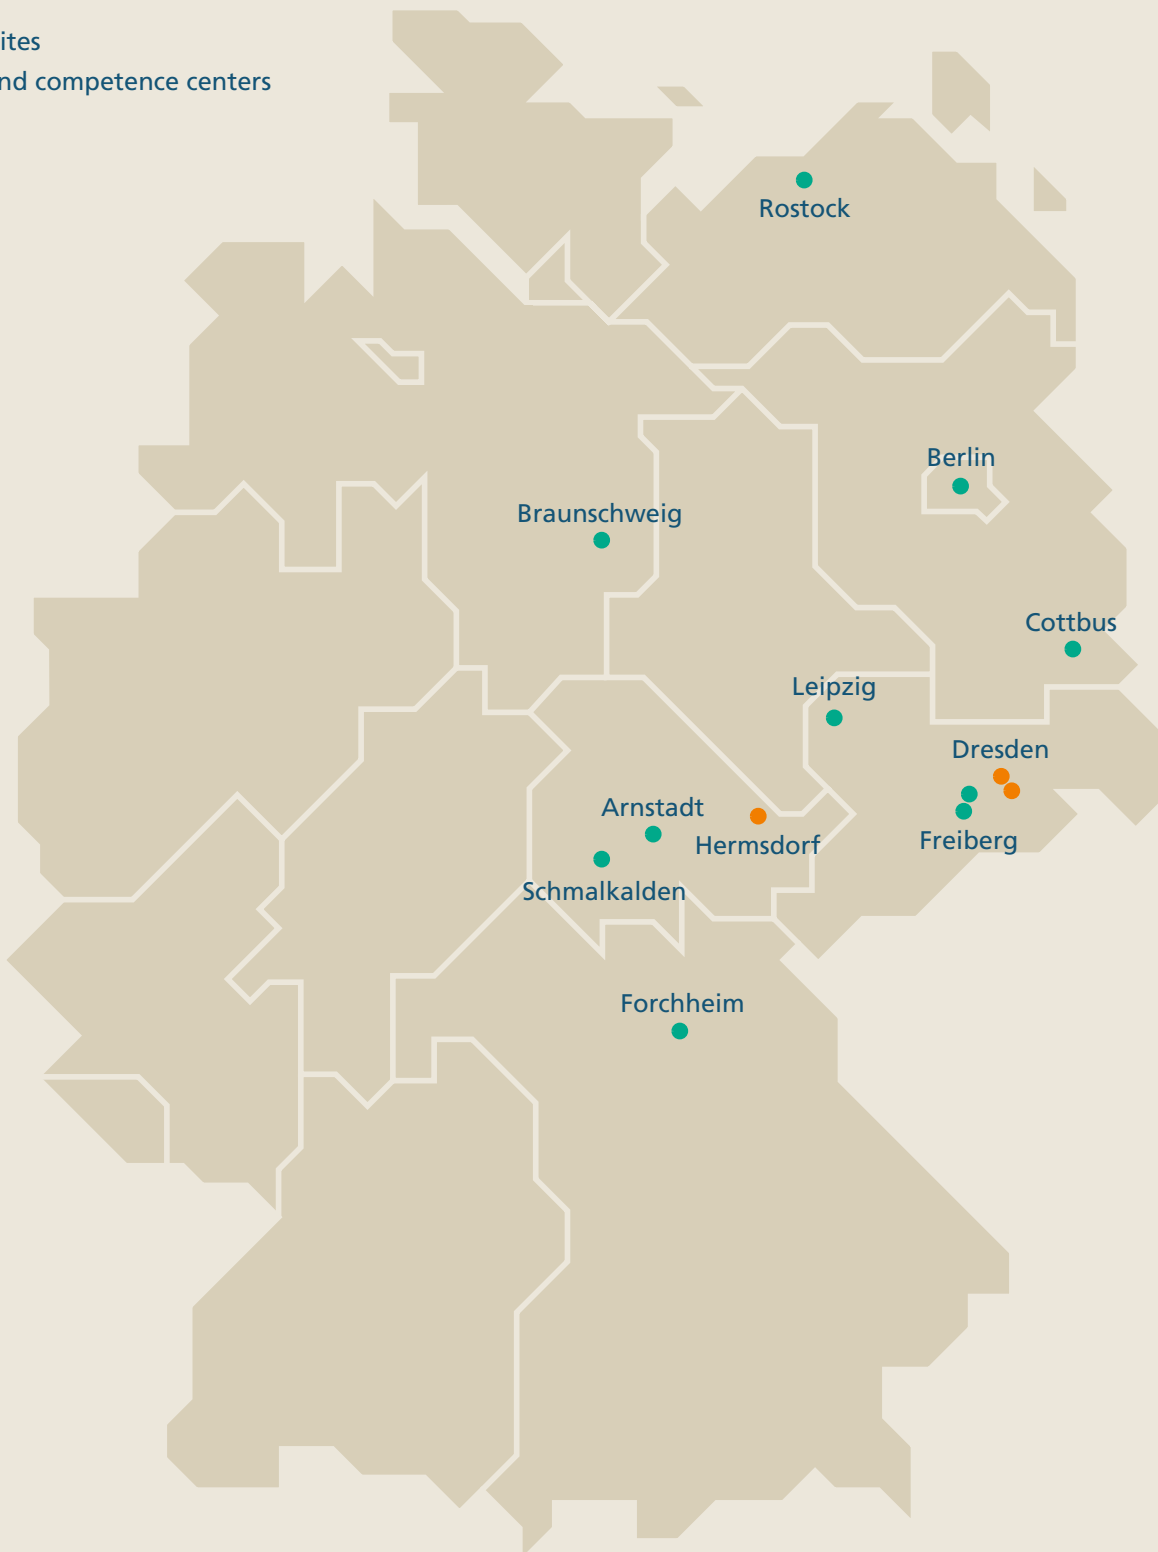 ites
nd competence centers
Rostock
Berlin
Braunschweig
Cottbus
Leipzig
Dresden
Arnstadt
Hermsdorf
Freiberg
Schmalkalden
Forchheim